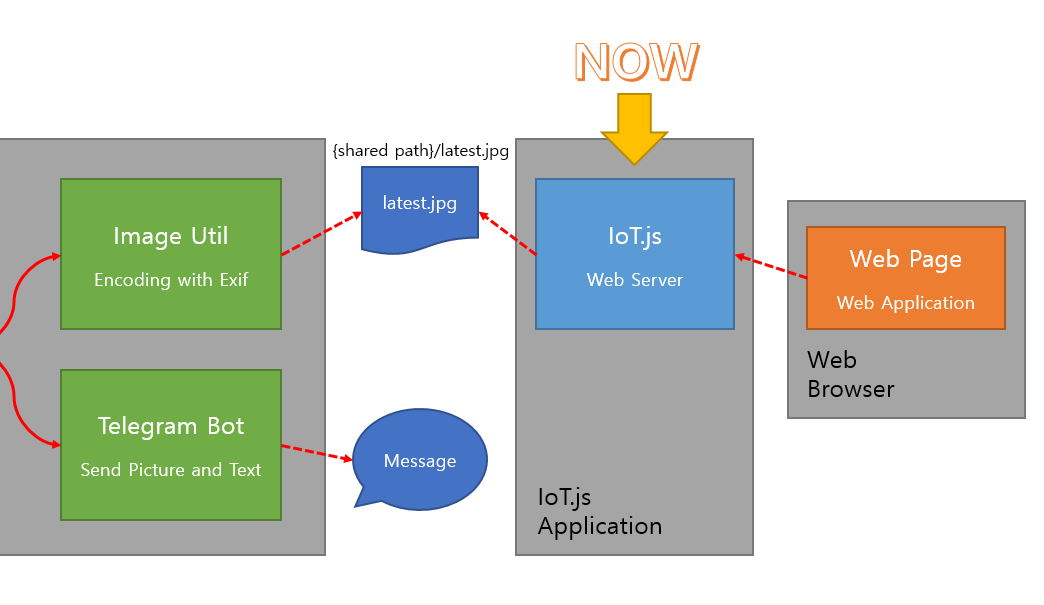 NOW
{shared path}/latest.jpg
latest.jpg
Image Util
Encoding with Exif
IoT.js
Web Server
Web Page
Web Application
Web
Browser
Telegram Bot
Send Picture and Text
Message
IoT.js
Application